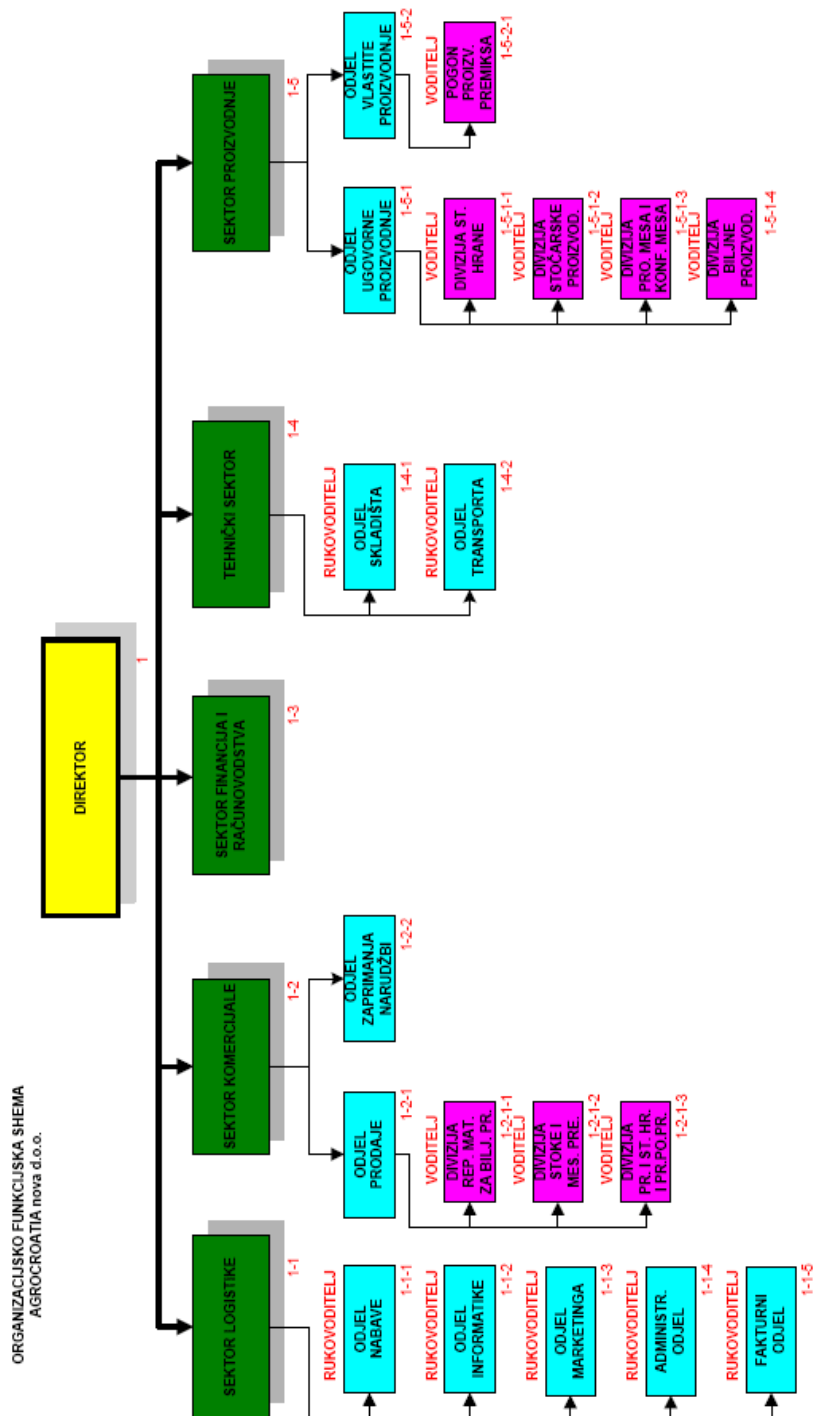 ORGANIZACIJSKO FUNKCIJSKA SHEMA
AGROCROATIA nova d.o.o.
DIREKTOR
1
SEKTOR LOGISTIKE
1-1
SEKTOR KOMERCIJALE
1-2
SEKTOR FINANCIJA I
RAČUNOVODSTVA
1-3
TEHNIČKI SEKTOR
1-4
SEKTOR PROIZVODNJE
1-5
RUKOVODITELJ
ODJEL
NABAVE
1-1-1
RUKOVODITELJ
ODJEL
INFORMATIKE
1-1-2
RUKOVODITELJ
ODJEL
MARKETINGA
1-1-3
RUKOVODITELJ
ADMINISTR.
ODJEL
1-1-4
RUKOVODITELJ
FAKTURNI
ODJEL
1-1-5
ODJEL
PRODAJE
1-2-1
VODITELJ
DIVIZIJA
REP. MAT.
ZA BILJ. PR.
1-2-1-1
VODITELJ
DIVIZIJA
STOKE I
MES. PRE.
1-2-1-2
VODITELJ
DIVIZIJA
PR. I ST. HR.
I PR.PO.PR.
1-2-1-3
ODJEL
ZAPRIMANJA
NARUDŽBI
1-2-2
RUKOVODITELJ
ODJEL
SKLADIŠTA
1-4-1
RUKOVODITELJ
ODJEL
TRANSPORTA
1-4-2
ODJEL
UGOVORNE
PROIZVODNJE
1-5-1
VODITELJ
DIVIZIJA ST.
HRANE
1-5-1-1
VODITELJ
DIVIZIJA
STOČARSKE
PROIZVOD.
1-5-1-2
VODITELJ
DIVIZIJA
PRO. MESA I
KONF. MESA
1-5-1-3
VODITELJ
DIVIZIJA
BILJNE
PROIZVOD.
1-5-1-4
ODJEL
VLASTITE
PROIZVODNJE
1-5-2
VODITELJ
POGON
PROIZV.
PREMIKSA
1-5-2-1